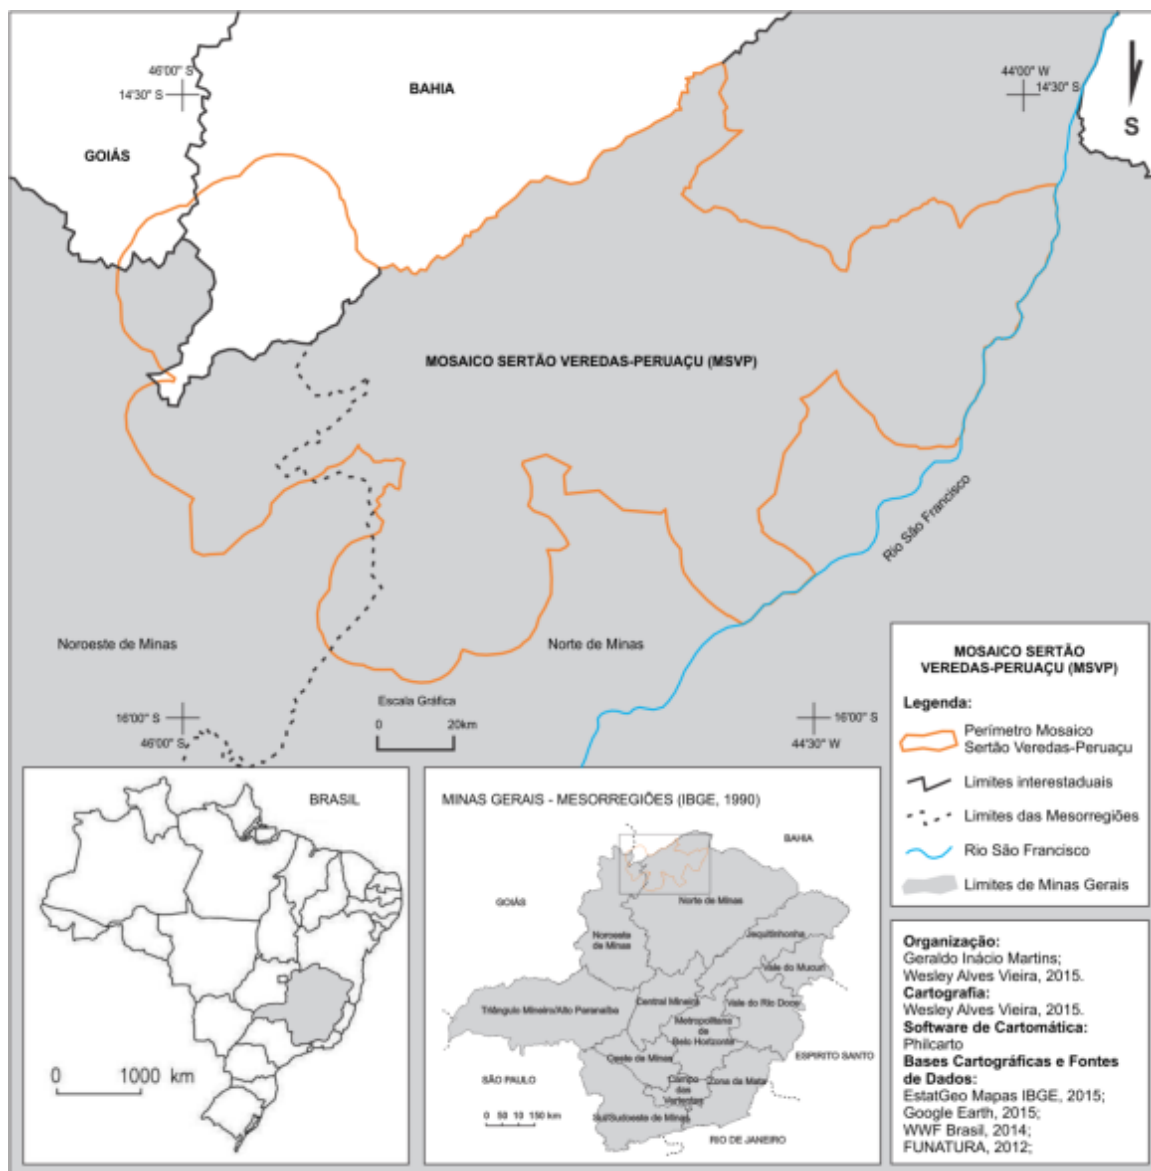 46'00" S
14'30" S
BAHIA
44'00" W
14'30" S
S
GOIÁS
MOSAICO SERTÃO VEREDAS-PERUAÇU (MSVP)
Rio São Francisco
Noroeste de Minas
Norte de Minas
Escala Gráfica
0 20km
16'00" S
46'00" S
16'00" S
44'30" W
MOSAICO SERTÃO
VEREDAS-PERUAÇU (MSVP)
Legenda:
Perímetro Mosaico
Sertão Veredas-Peruaçu
Limites interestaduais
Limites das Mesorregiões
Rio São Francisco
Limites de Minas Gerais
BRASIL
0 1000 km
MINAS GERAIS - MESORREGIÕES (IBGE, 1990)
BAHIA
GOIÁS
Norte de Minas
Noroeste
de Minas
Jequitinhonha
Vale do Mucuri
Central Mineira
Vale do Rio Doce
Triângulo Mineiro/Alto Paranaíba
Metropolitana
de
Belo Horizonte
Oeste de Minas
ESPIRITO SANTO
SÃO PAULO
Campo
das
Vertentes
Zona da Mata
0 50 10 150 km
Sul/Sudoeste de Minas
RIO DE JANEIRO
Organização:
Geraldo Inácio Martins;
Wesley Alves Vieira, 2015.
Cartografia:
Wesley Alves Vieira, 2015.
Software de Cartomática:
Philcarto
Bases Cartográficas e Fontes
de Dados:
EstatGeo Mapas IBGE, 2015;
Google Earth, 2015;
WWF Brasil, 2014;
FUNATURA, 2012;